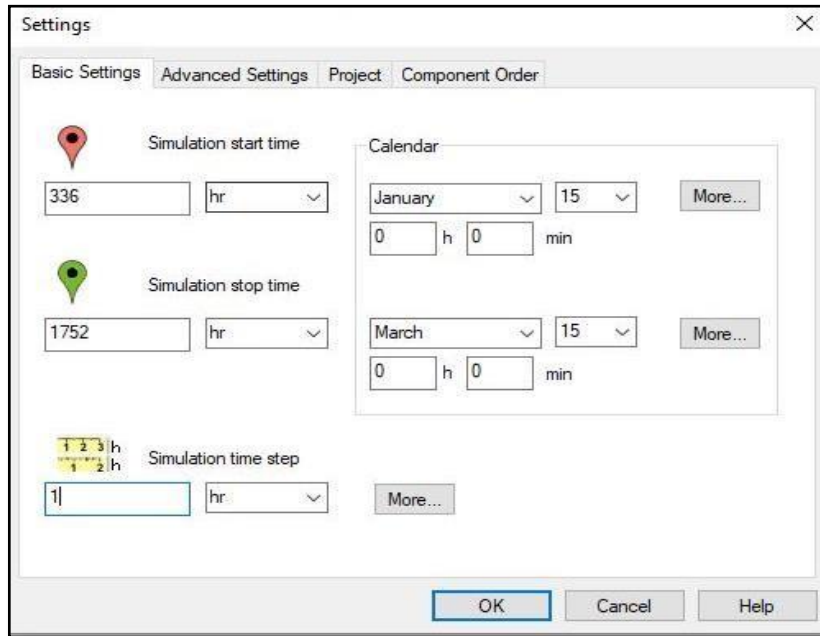 Settings
Basic Settings Advanced Settings Project Component Order
Simulation start time
Calendar
336 hr January 15 More...
0 h 0 min
Simulation stop time
1752 hr March 15 More...
0 h 0 min
1 2 3 h
1 2 h
Simulation time step
1 hr More...
OK Cancel Help